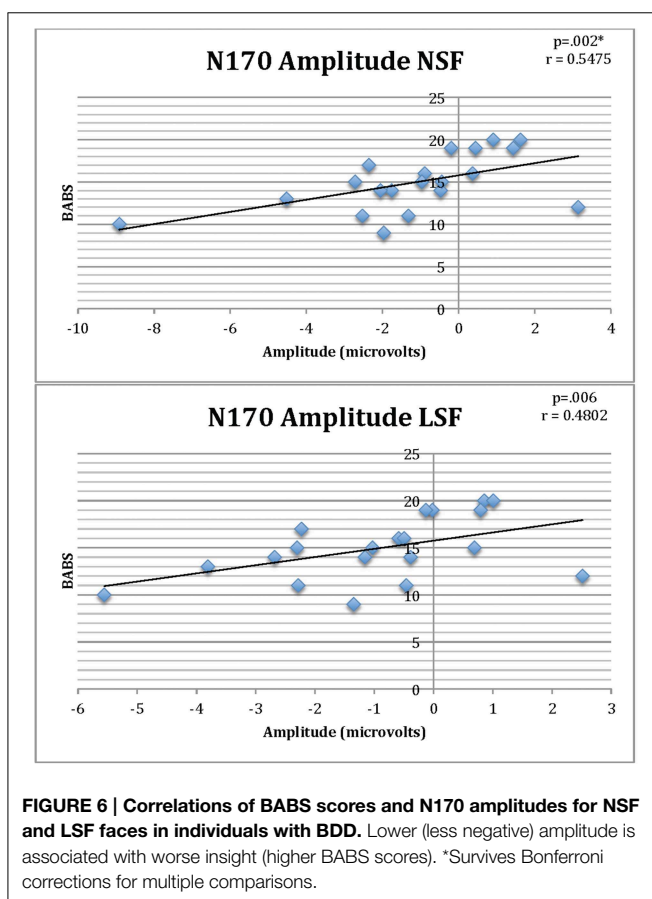 p=.002*
r = 0.5475
N170 Amplitude NSF
25
20
15
10
5
0
BABS
-10 -8 -6 -4 -2 0 2 4
Amplitude (microvolts)
p=.006
r = 0.4802
N170 Amplitude LSF
25
20
15
10
5
0
BABS
-6 -5 -4 -3 -2 -1 0 1 2 3
Amplitude (microvolts)
FIGURE 6 | Correlations of BABS scores and N170 amplitudes for NSF
and LSF faces in individuals with BDD. Lower (less negative) amplitude is
associated with worse insight (higher BABS scores). *Survives Bonferroni
corrections for multiple comparisons.